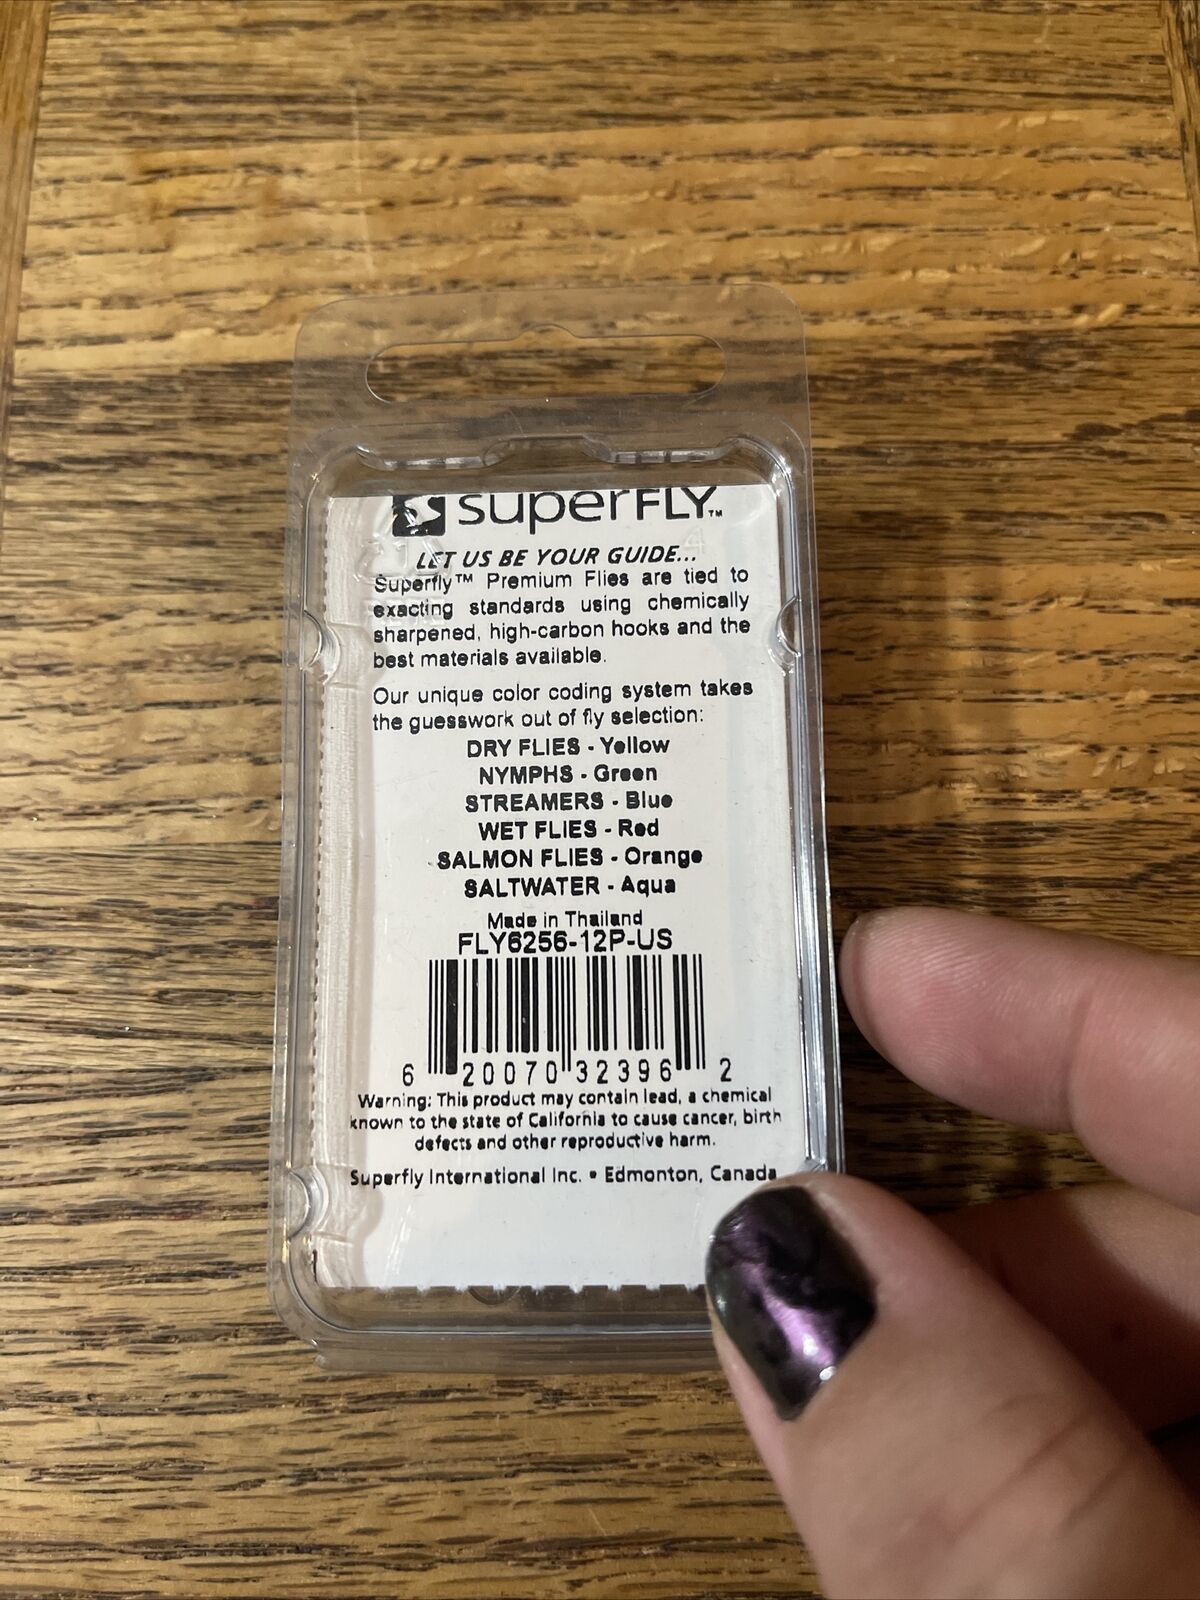 superFLY™
LET US BE YOUR GUIDE...
Superfly™ Premium Flies are tied to
exacting standards using chemically
sharpened, high-carbon hooks and the
best materials available.
Our unique color coding system takes
the guesswork out of fly selection:
DRY FLIES - Yellow
NYMPHS - Green
STREAMERS - Blue
WET FLIES - Red
SALMON FLIES - Orange
SALTWATER - Aqua
Made in Thailand
FLY6256-12P-US
6 20070 32396 2
Warning: This product may contain lead, a chemical
known to the state of California to cause cancer, birth
defects and other reproductive harm.
Superfly International Inc. • Edmonton, Canada